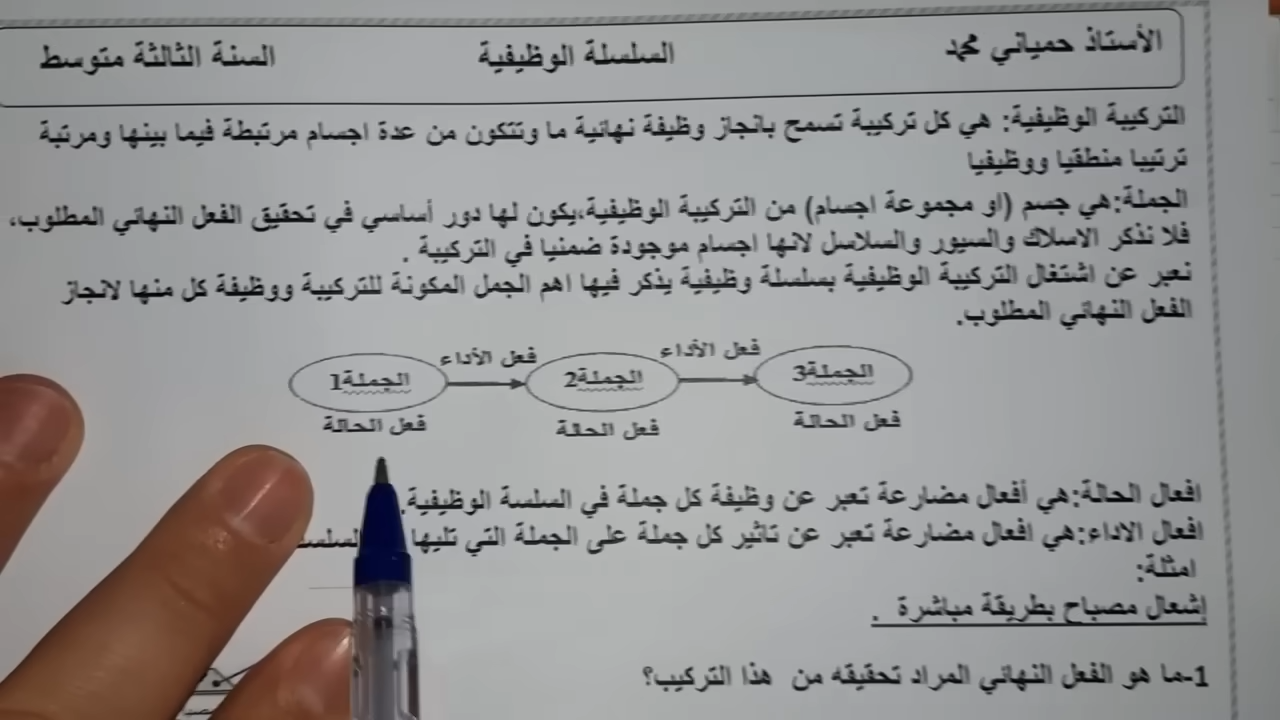 الأستاذ حمياني محمد السلسلة الوظيفية السنة الثالثة متوسط
التركيبة الوظيفية: هي كل تركيبة تسمح بانجاز وظيفة نهائية ما وتتكون من عدة اجسام مرتبطة فيما بينها ومرتبة
ترتيبا منطقيا ووظيفيا
الجملة:هي جسم (او مجموعة اجسام) من التركيبة الوظيفية،يكون لها دور أساسي في تحقيق الفعل النهائي المطلوب،
فلا نذكر الاسلاك والسيور والسلاسل لانها اجسام موجودة ضمنيا في التركيبة .
نعبر عن اشتغال التركيبة الوظيفية بسلسلة وظيفية يذكر فيها اهم الجمل المكونة للتركيبة ووظيفة كل منها لانجاز
الفعل النهائي المطلوب.
فعل الأداء فعل الأداء
الجملة1 الجملة2 الجملة3
فعل الحالة فعل الحالة فعل الحالة
افعال الحالة:هي أفعال مضارعة تعبر عن وظيفة كل جملة في السلسة الوظيفية.
افعال الاداء:هي افعال مضارعة تعبر عن تاثير كل جملة على الجملة التي تليها
امثلة:
إشعال مصباح بطريقة مباشرة .
1-ما هو الفعل النهائي المراد تحقيقه من هذا التركيب؟